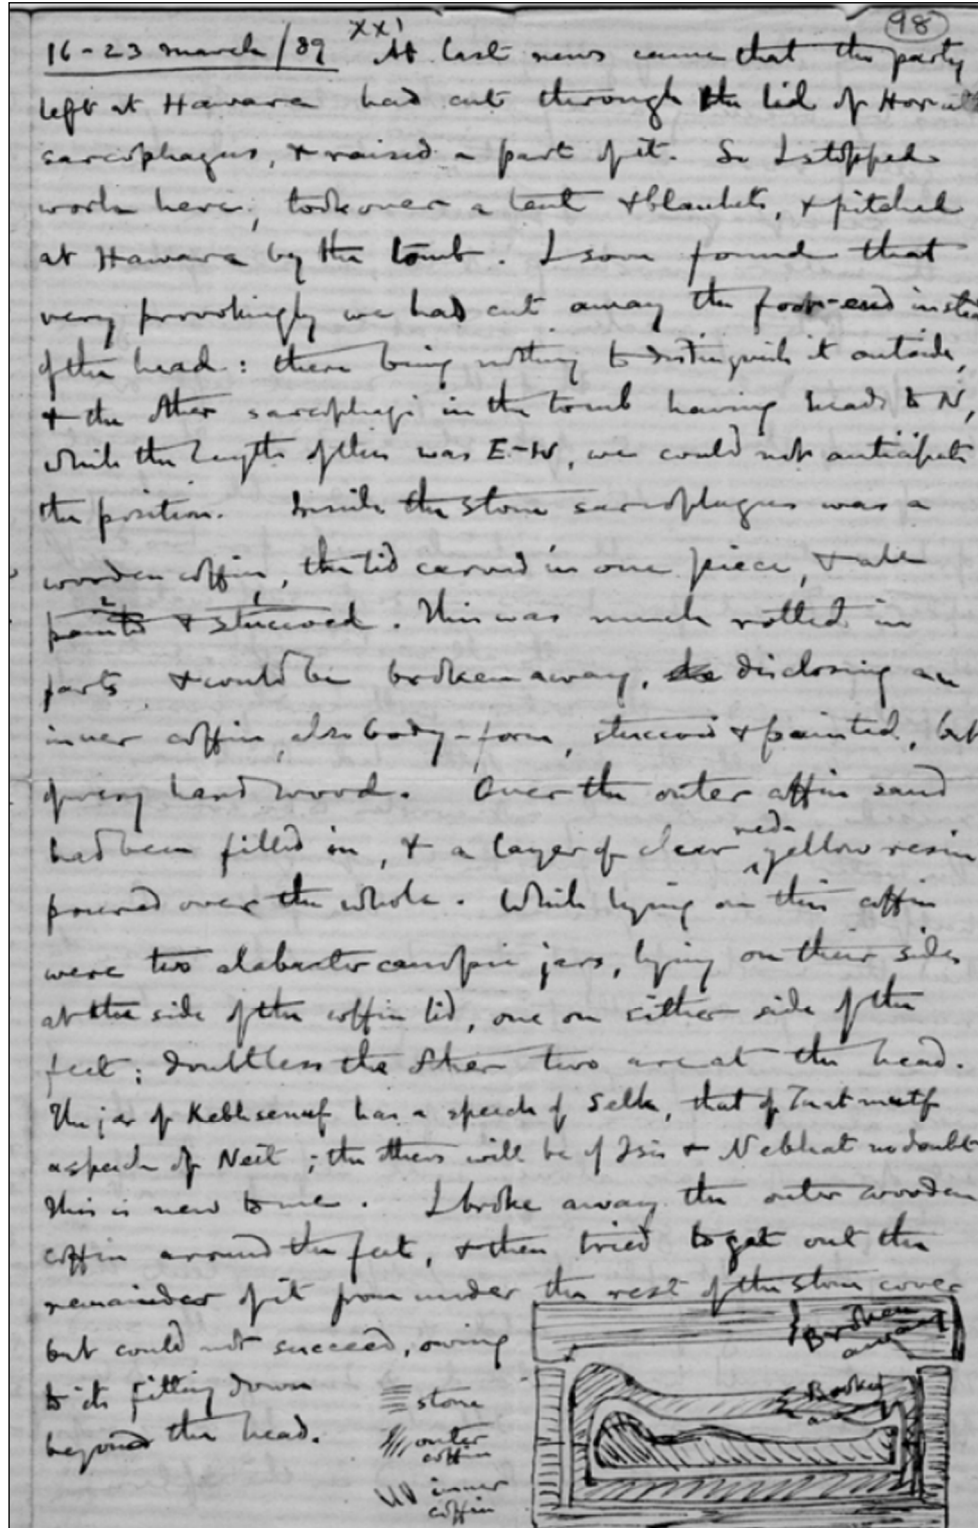 98
16-23 march/89 XXI At last news came that the party
left at Hawara had cut through the lid of Horuta's
sarcophagus, & raised a part of it. So I stopped
work here, took over a tent & blankets, & pitched
at Hawara by the tomb. I soon found that
very provokingly we had cut away the foot-end instead
of the head: there being nothing to distinguish it outside,
& the other sarcophagi in the tomb having heads to N,
while the length of this was E-W, we could not anticipate
the position. Inside the stone sarcophagus was a
wooden coffin, the lid carved in one piece, & all
2 painted & 1 stuccoed. This was much rotted in
parts & could be broken away, disclosing an
inner coffin, also body-form, stuccoed & painted, but
of very hard wood. Over the outer coffin sand
had been filled in, & a layer of clear red-yellow resin
poured over the whole. While lying on this coffin
were two alabaster canopic jars, lying on their sides
at the side of the coffin lid, one on either side of the
feet; doubtless the other two are at the head.
The jar of Kebhsenuf has a speech of Selk, that of Tuatmutf
a speech of Neit; the others will be of Isis & Nebhat no doubt
this is new to me. I broke away the outer wooden
coffin around the feet, & then tried to get out the
remainder of it from under the rest of the stone cover
but could not succeed, owing
to its fitting down
beyond the head.
stone
outer
coffin
inner
coffin
Broken
away
Broken
away